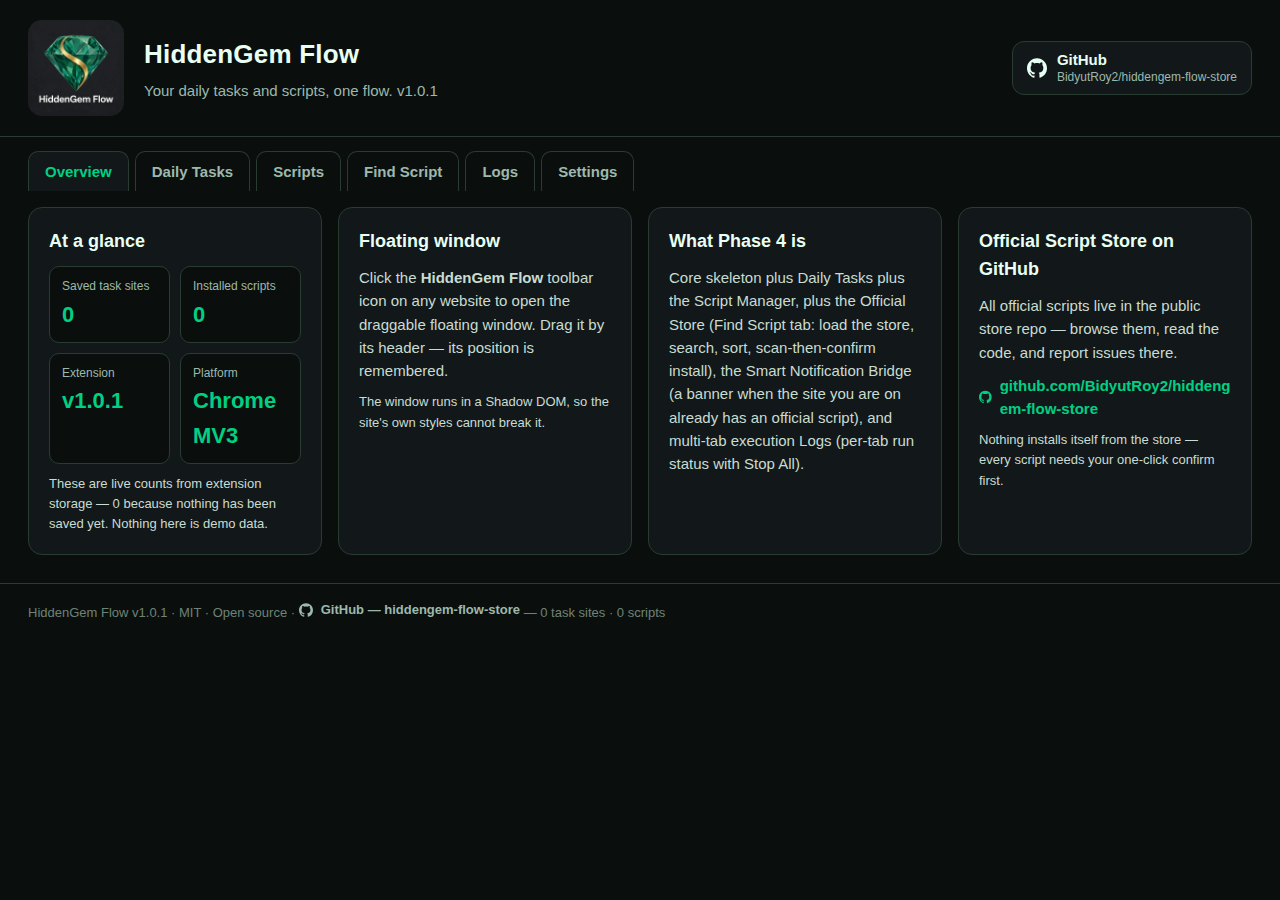 HiddenGem Flow
HiddenGem Flow
Your daily tasks and scripts, one flow. v1.0.1
GitHub
BidyutRoy2/hiddengem-flow-store
Overview
Daily Tasks
Scripts
Find Script
Logs
Settings
At a glance
Saved task sites
0
Installed scripts
0
Extension
v1.0.1
Platform
Chrome
MV3
These are live counts from extension
storage — 0 because nothing has been
saved yet. Nothing here is demo data.
Floating window
Click the HiddenGem Flow toolbar
icon on any website to open the
draggable floating window. Drag it by
its header — its position is
remembered.
The window runs in a Shadow DOM, so the
site's own styles cannot break it.
What Phase 4 is
Core skeleton plus Daily Tasks plus
the Script Manager, plus the Official
Store (Find Script tab: load the store,
search, sort, scan-then-confirm
install), the Smart Notification Bridge
(a banner when the site you are on
already has an official script), and
multi-tab execution Logs (per-tab run
status with Stop All).
Official Script Store on
GitHub
All official scripts live in the public
store repo — browse them, read the
code, and report issues there.
github.com/BidyutRoy2/hiddeng
em-flow-store
Nothing installs itself from the store —
every script needs your one-click confirm
first.
HiddenGem Flow v1.0.1 · MIT · Open source · GitHub — hiddengem-flow-store — 0 task sites · 0 scripts